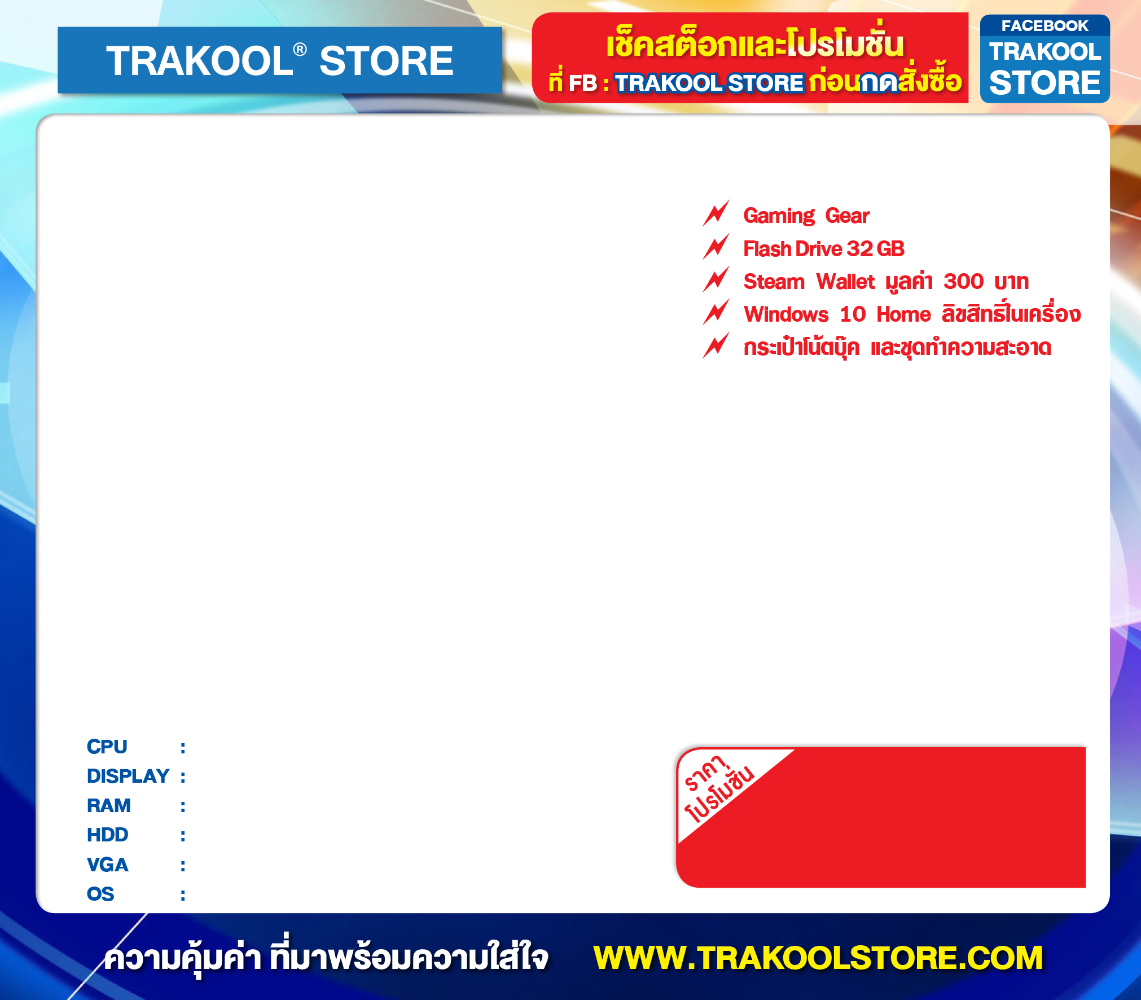 TRAKOOL® STORE
เช็คสต็อกและโปรโมชั่น
ที่ FB : TRAKOOL STORE ก่อนกดสั่งซื้อ
FACEBOOK
TRAKOOL
STORE
Gaming Gear
Flash Drive 32 GB
Steam Wallet มูลค่า 300 บาท
Windows 10 Home ลิขสิทธิ์ในเครื่อง
กระเป๋าโน้ตบุ๊ค และชุดทำความสะอาด
CPU :
DISPLAY :
RAM :
HDD :
VGA :
OS :
ราคา
โปรโมชั่น
ความคุ้มค่า ที่มาพร้อมความใส่ใจ WWW.TRAKOOLSTORE.COM